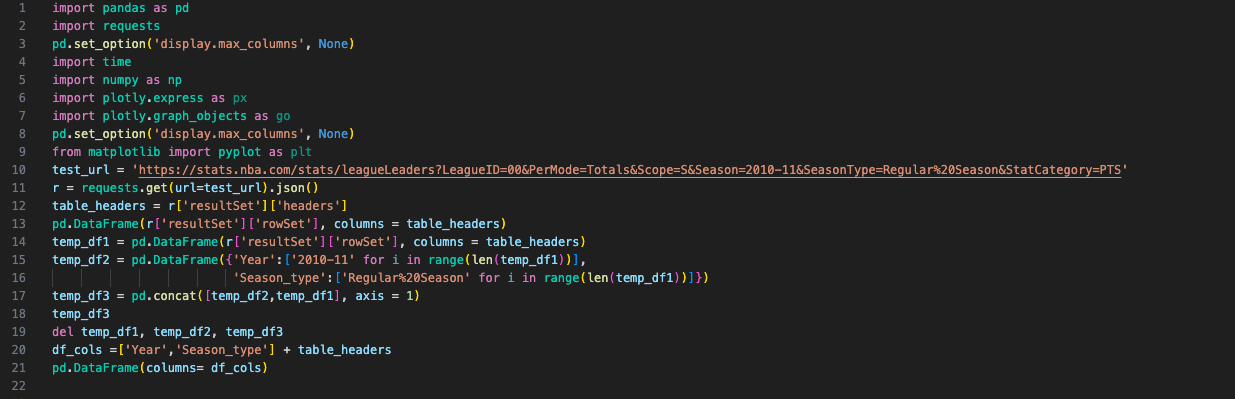 1 import pandas as pd
2 import requests
3 pd.set_option('display.max_columns', None)
4 import time
5 import numpy as np
6 import plotly.express as px
7 import plotly.graph_objects as go
8 pd.set_option('display.max_columns', None)
9 from matplotlib import pyplot as plt
10 test_url = 'https://stats.nba.com/stats/leagueLeaders?LeagueID=00&PerMode=Totals&Scope=S&Season=2010-11&SeasonType=Regular%20Season&StatCategory=PTS'
11 r = requests.get(url=test_url).json()
12 table_headers = r['resultSet']['headers']
13 pd.DataFrame(r['resultSet']['rowSet'], columns = table_headers)
14 temp_df1 = pd.DataFrame(r['resultSet']['rowSet'], columns = table_headers)
15 temp_df2 = pd.DataFrame({'Year':['2010-11' for i in range(len(temp_df1))],
16                         'Season_type':['Regular%20Season' for i in range(len(temp_df1))]})
17 temp_df3 = pd.concat([temp_df2,temp_df1], axis = 1)
18 temp_df3
19 del temp_df1, temp_df2, temp_df3
20 df_cols =['Year','Season_type'] + table_headers
21 pd.DataFrame(columns= df_cols)
22